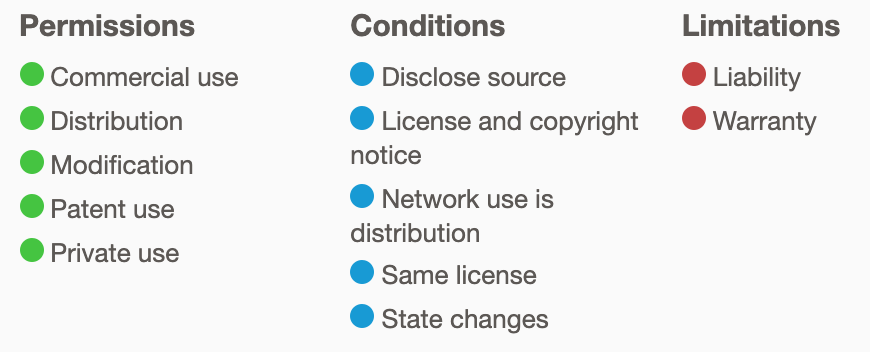 Permissions
Commercial use
Distribution
Modification
Patent use
Private use
Conditions
Disclose source
License and copyright
notice
Network use is
distribution
Same license
State changes
Limitations
Liability
Warranty